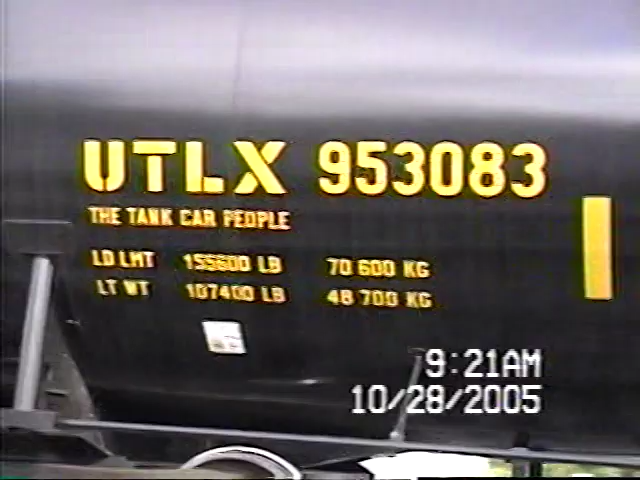 UTLX 953083
THE TANK CAR PEOPLE
LD LMT 155600 LB 70 600 KG
LT WT 107400 LB 48 700 KG
9:21AM
10/28/2005